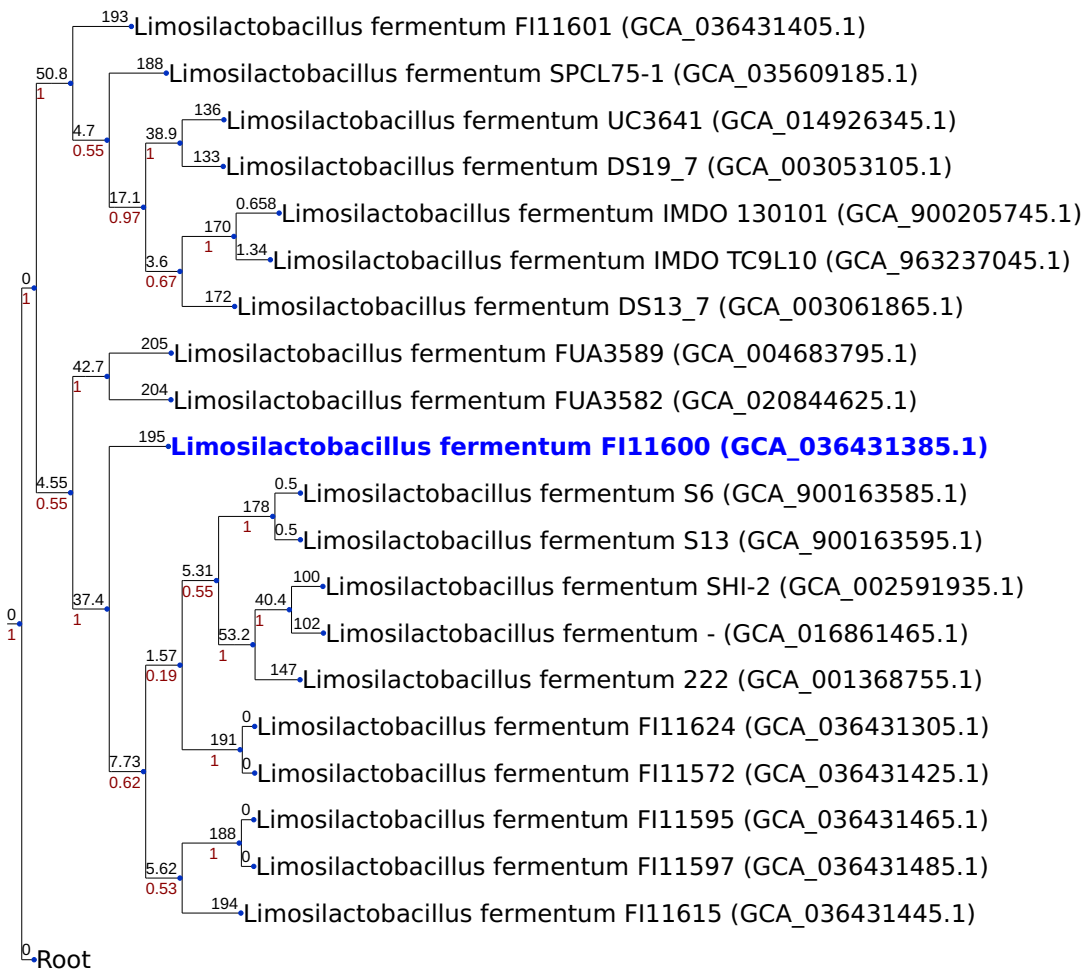 193 Limosilactobacillus fermentum FI11601 (GCA_036431405.1)
50.8
1
188 Limosilactobacillus fermentum SPCL75-1 (GCA_035609185.1)
136 Limosilactobacillus fermentum UC3641 (GCA_014926345.1)
4.7
0.55
38.9
1
133 Limosilactobacillus fermentum DS19_7 (GCA_003053105.1)
17.1
0.97
0.658 Limosilactobacillus fermentum IMDO 130101 (GCA_900205745.1)
170
1
1.34 Limosilactobacillus fermentum IMDO TC9L10 (GCA_963237045.1)
3.6
0.67
0
1
172 Limosilactobacillus fermentum DS13_7 (GCA_003061865.1)
205 Limosilactobacillus fermentum FUA3589 (GCA_004683795.1)
42.7
1
204 Limosilactobacillus fermentum FUA3582 (GCA_020844625.1)
195 Limosilactobacillus fermentum FI11600 (GCA_036431385.1)
4.55
0.55
0.5 Limosilactobacillus fermentum S6 (GCA_900163585.1)
178
1
0.5 Limosilactobacillus fermentum S13 (GCA_900163595.1)
5.31
0.55
100 Limosilactobacillus fermentum SHI-2 (GCA_002591935.1)
37.4
1
40.4
1
0
1
102 Limosilactobacillus fermentum - (GCA_016861465.1)
53.2
1
1.57
0.19
147 Limosilactobacillus fermentum 222 (GCA_001368755.1)
0 Limosilactobacillus fermentum FI11624 (GCA_036431305.1)
191
1
7.73
0.62
0 Limosilactobacillus fermentum FI11572 (GCA_036431425.1)
0 Limosilactobacillus fermentum FI11595 (GCA_036431465.1)
188
1
0 Limosilactobacillus fermentum FI11597 (GCA_036431485.1)
5.62
0.53
194 Limosilactobacillus fermentum FI11615 (GCA_036431445.1)
0 Root